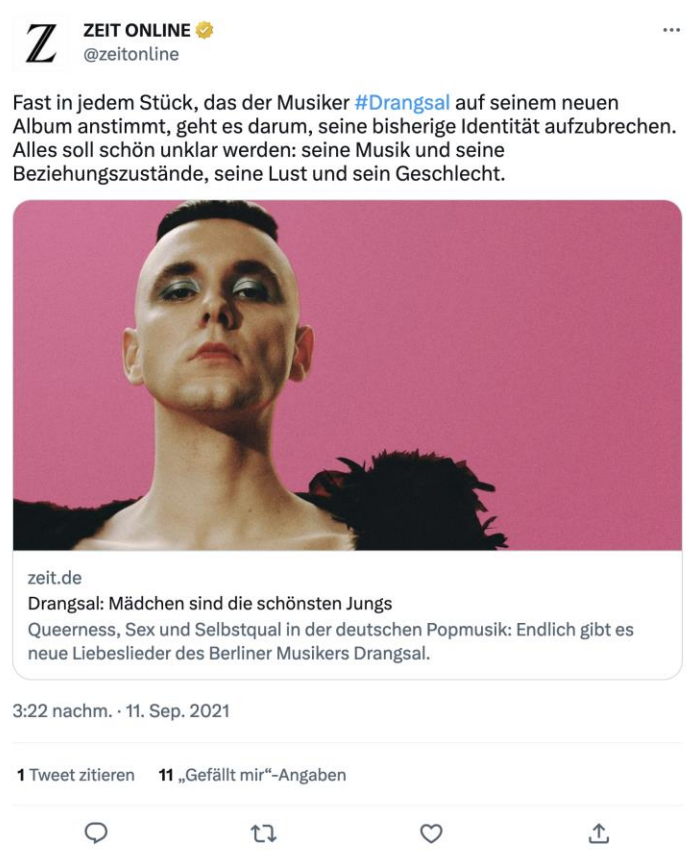 ZEIT ONLINE
@zeitonline
Fast in jedem Stück, das der Musiker #Drangsal auf seinem neuen
Album anstimmt, geht es darum, seine bisherige Identität aufzubrechen.
Alles soll schön unklar werden: seine Musik und seine
Beziehungszustände, seine Lust und sein Geschlecht.
zeit.de
Drangsal: Mädchen sind die schönsten Jungs
Queerness, Sex und Selbstqual in der deutschen Popmusik: Endlich gibt es
neue Liebeslieder des Berliner Musikers Drangsal.
3:22 nachm. · 11. Sep. 2021
1 Tweet zitieren 11 „Gefällt mir“-Angaben